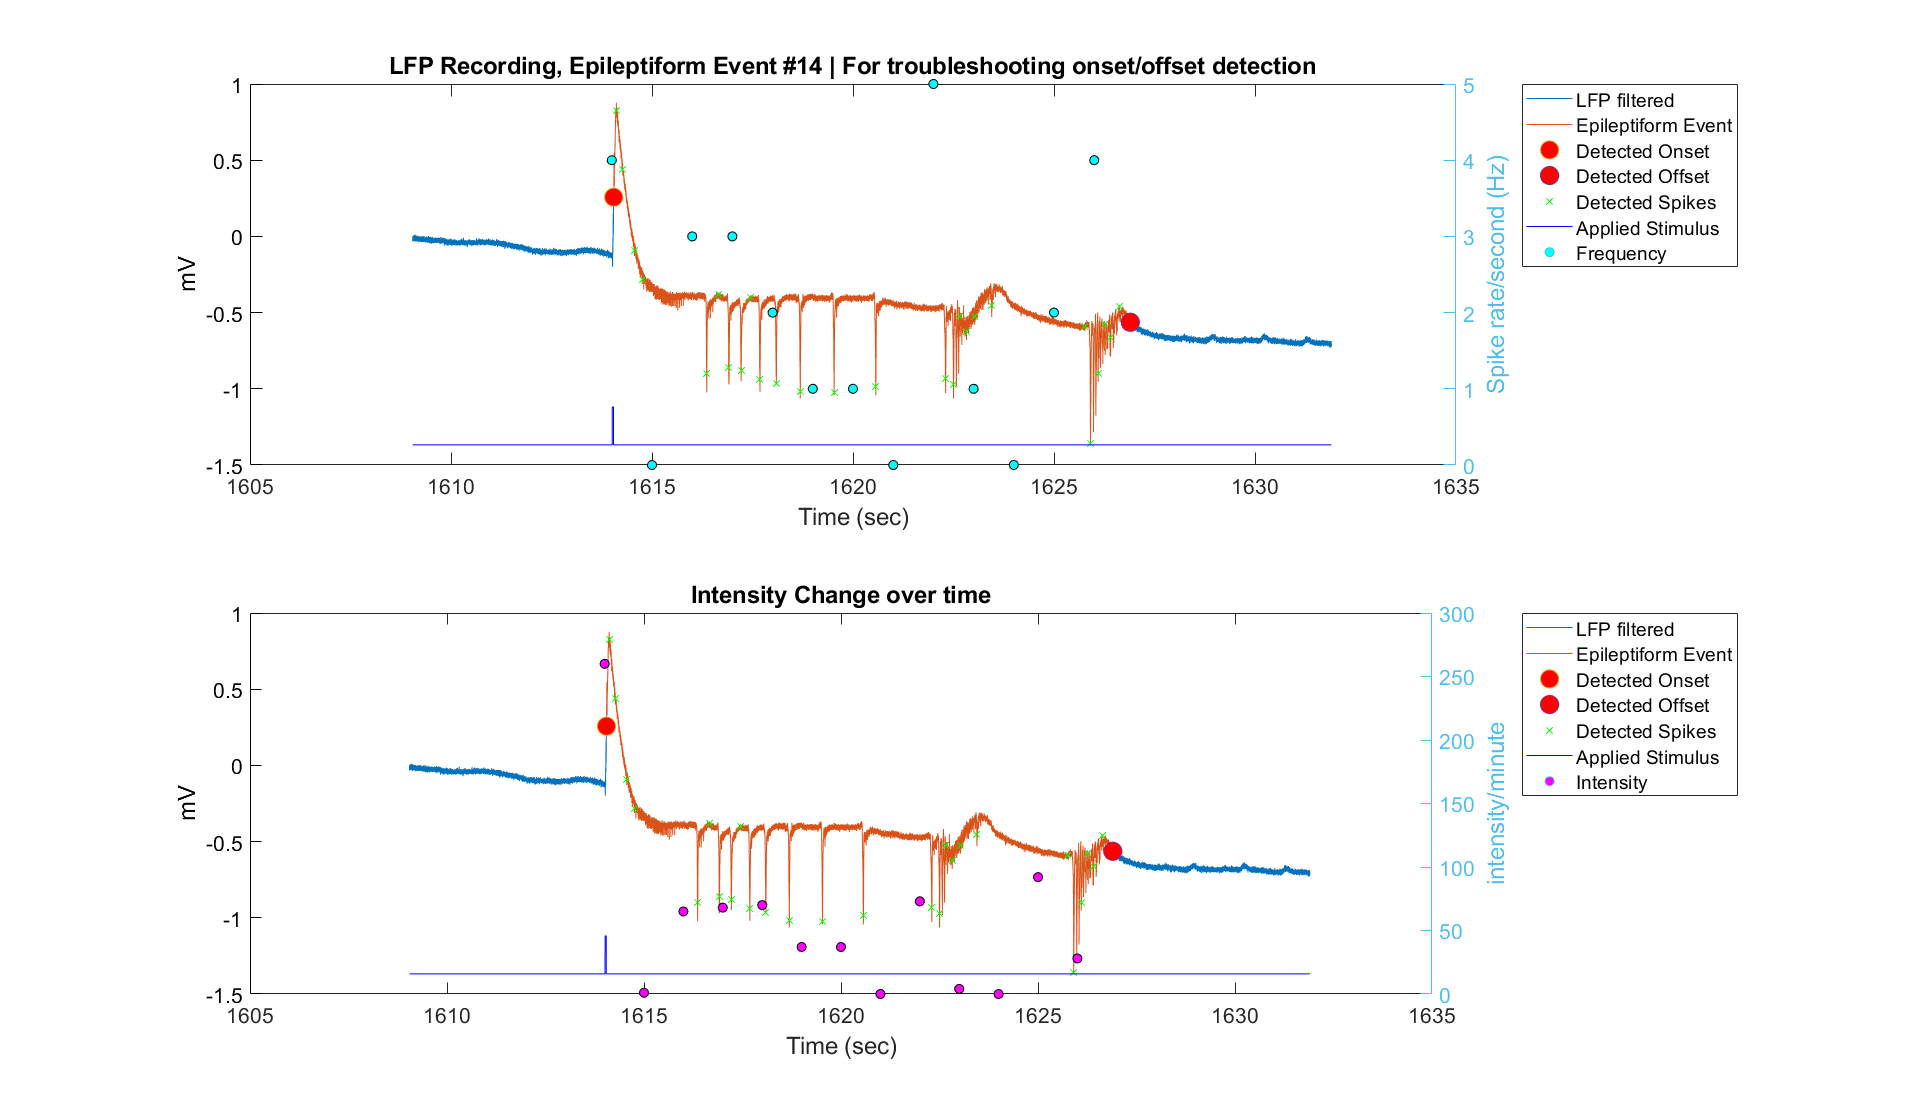 LFP Recording, Epileptiform Event #14 | For troubleshooting onset/offset detection
1
0.5
0
-0.5
-1
-1.5
mV
1605 1610 1615 1620 1625 1630 1635
Time (sec)
5
4
3
2
1
0
Spike rate/second (Hz)
LFP filtered
Epileptiform Event
Detected Onset
Detected Offset
Detected Spikes
Applied Stimulus
Frequency
Intensity Change over time
1
0.5
0
-0.5
-1
-1.5
mV
1605 1610 1615 1620 1625 1630 1635
Time (sec)
300
250
200
150
100
50
0
intensity/minute
LFP filtered
Epileptiform Event
Detected Onset
Detected Offset
Detected Spikes
Applied Stimulus
Intensity